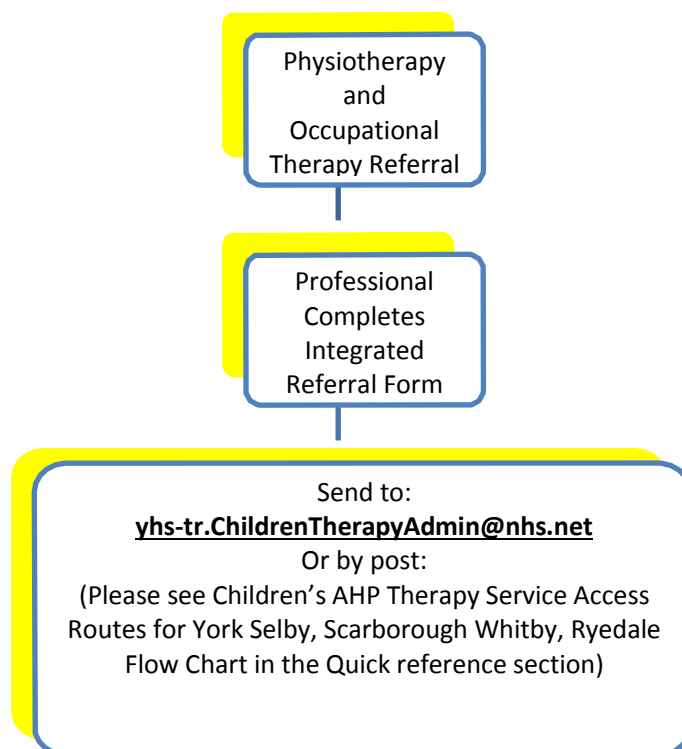 Physiotherapy
and
Occupational
Therapy Referral
Professional
Completes
Integrated
Referral Form
Send to:
yhs-tr.ChildrenTherapyAdmin@nhs.net
Or by post:
(Please see Children’s AHP Therapy Service Access
Routes for York Selby, Scarborough Whitby, Ryedale
Flow Chart in the Quick reference section)